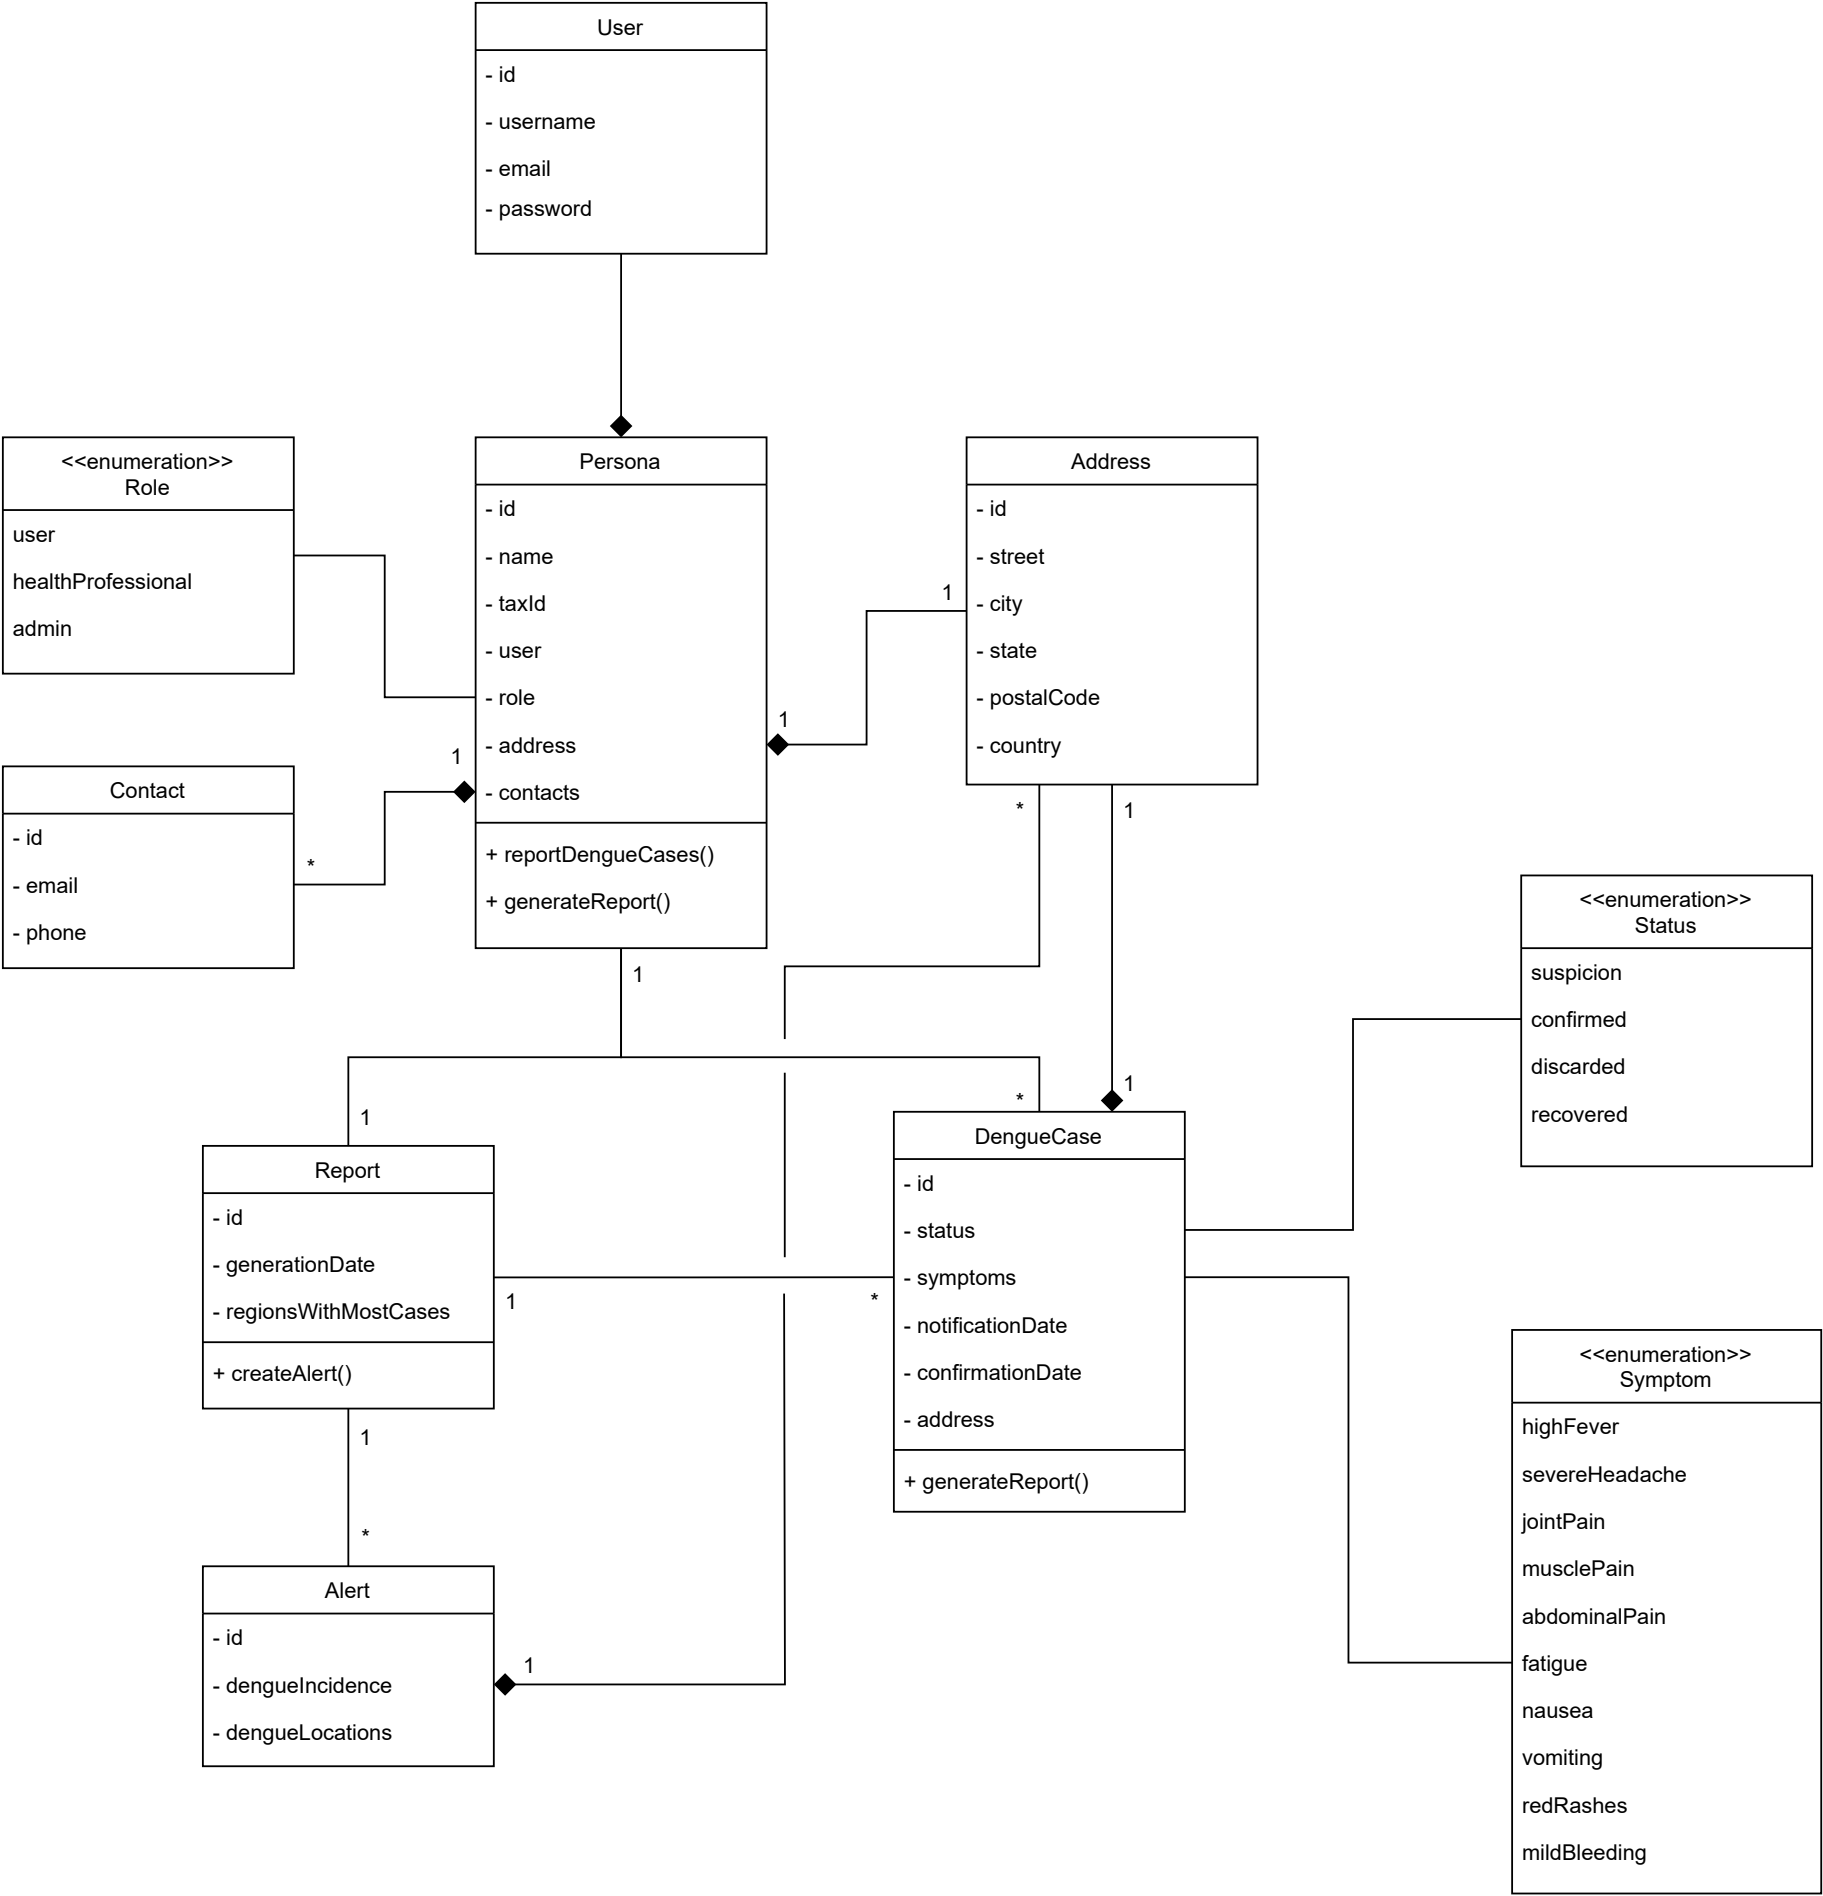 User
- id
- username
- email
- password
<<enumeration>>
Role
user
healthProfessional
admin
Persona
- id
- name
- taxId
- user
- role
- address
- contacts
+ reportDengueCases()
+ generateReport()
Address
- id
- street
- city
- state
- postalCode
- country
1
1
1
*
Contact
- id
- email
- phone
*
1
1
<<enumeration>>
Status
suspicion
confirmed
discarded
recovered
1
1
*
1
Report
- id
- generationDate
- regionsWithMostCases
+ createAlert()
DengueCase
- id
- status
- symptoms
- notificationDate
- confirmationDate
- address
+ generateReport()
1
*
<<enumeration>>
Symptom
highFever
severeHeadache
jointPain
musclePain
abdominalPain
fatigue
nausea
vomiting
redRashes
mildBleeding
1
*
Alert
- id
- dengueIncidence
- dengueLocations
1